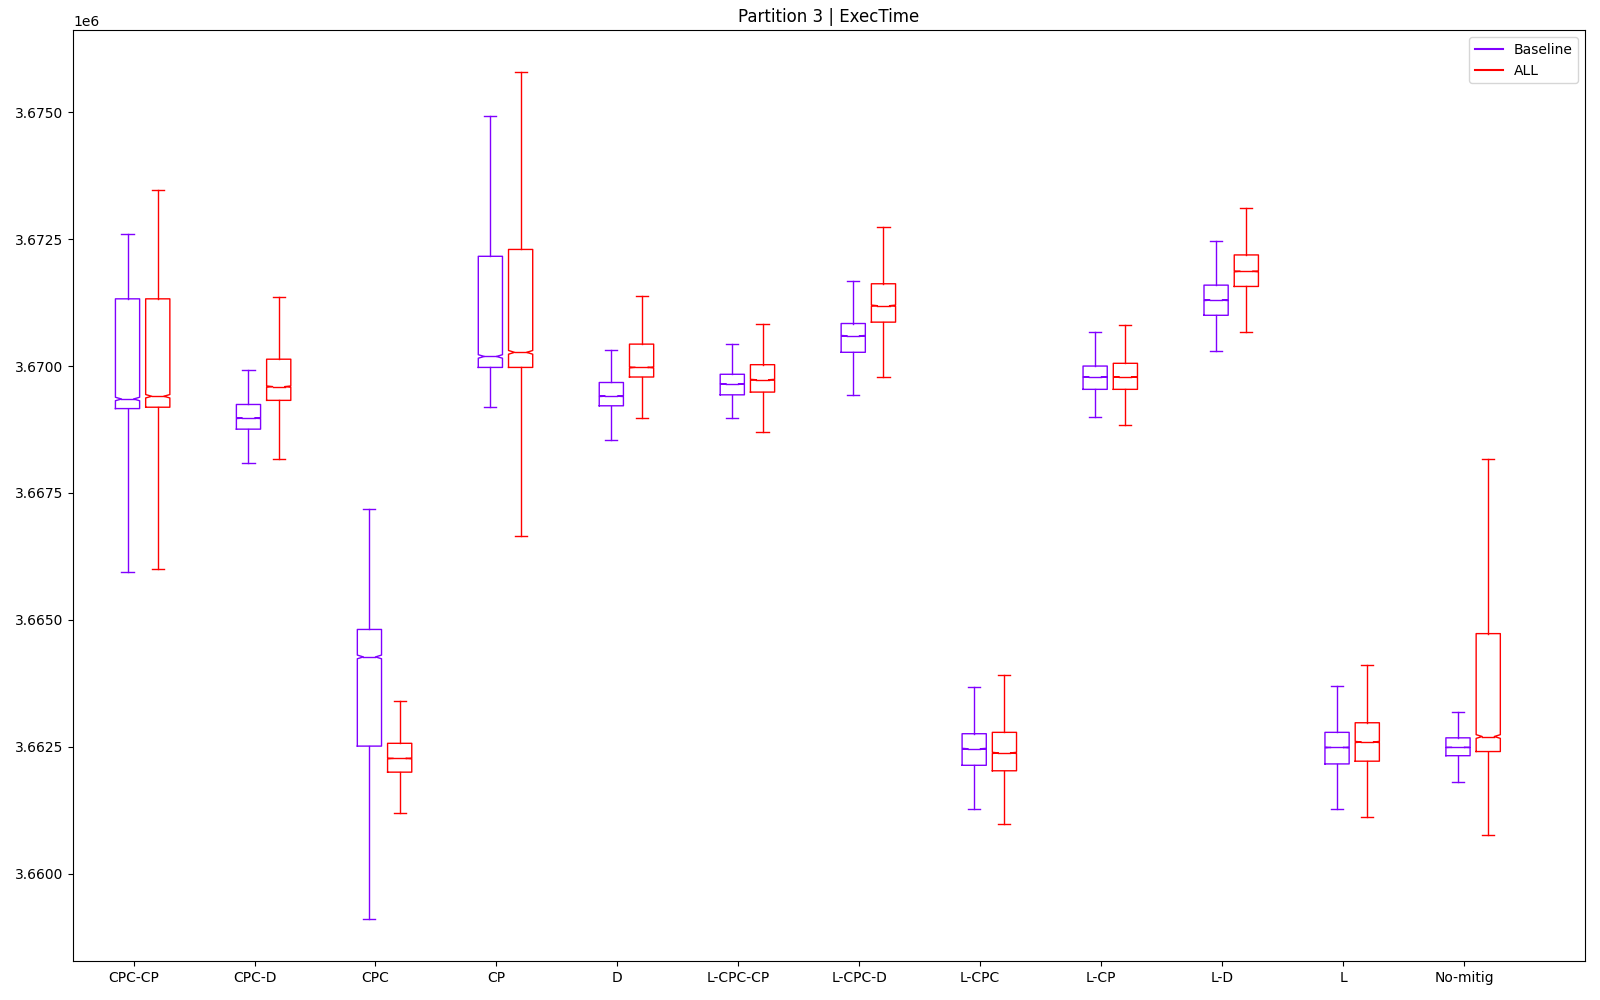 Partition 3 | ExecTime
1e6
Baseline
ALL
3.6750
3.6725
3.6700
3.6675
3.6650
3.6625
3.6600
CPC-CP CPC-D CPC CP D L-CPC-CP L-CPC-D L-CPC L-CP L-D L No-mitig